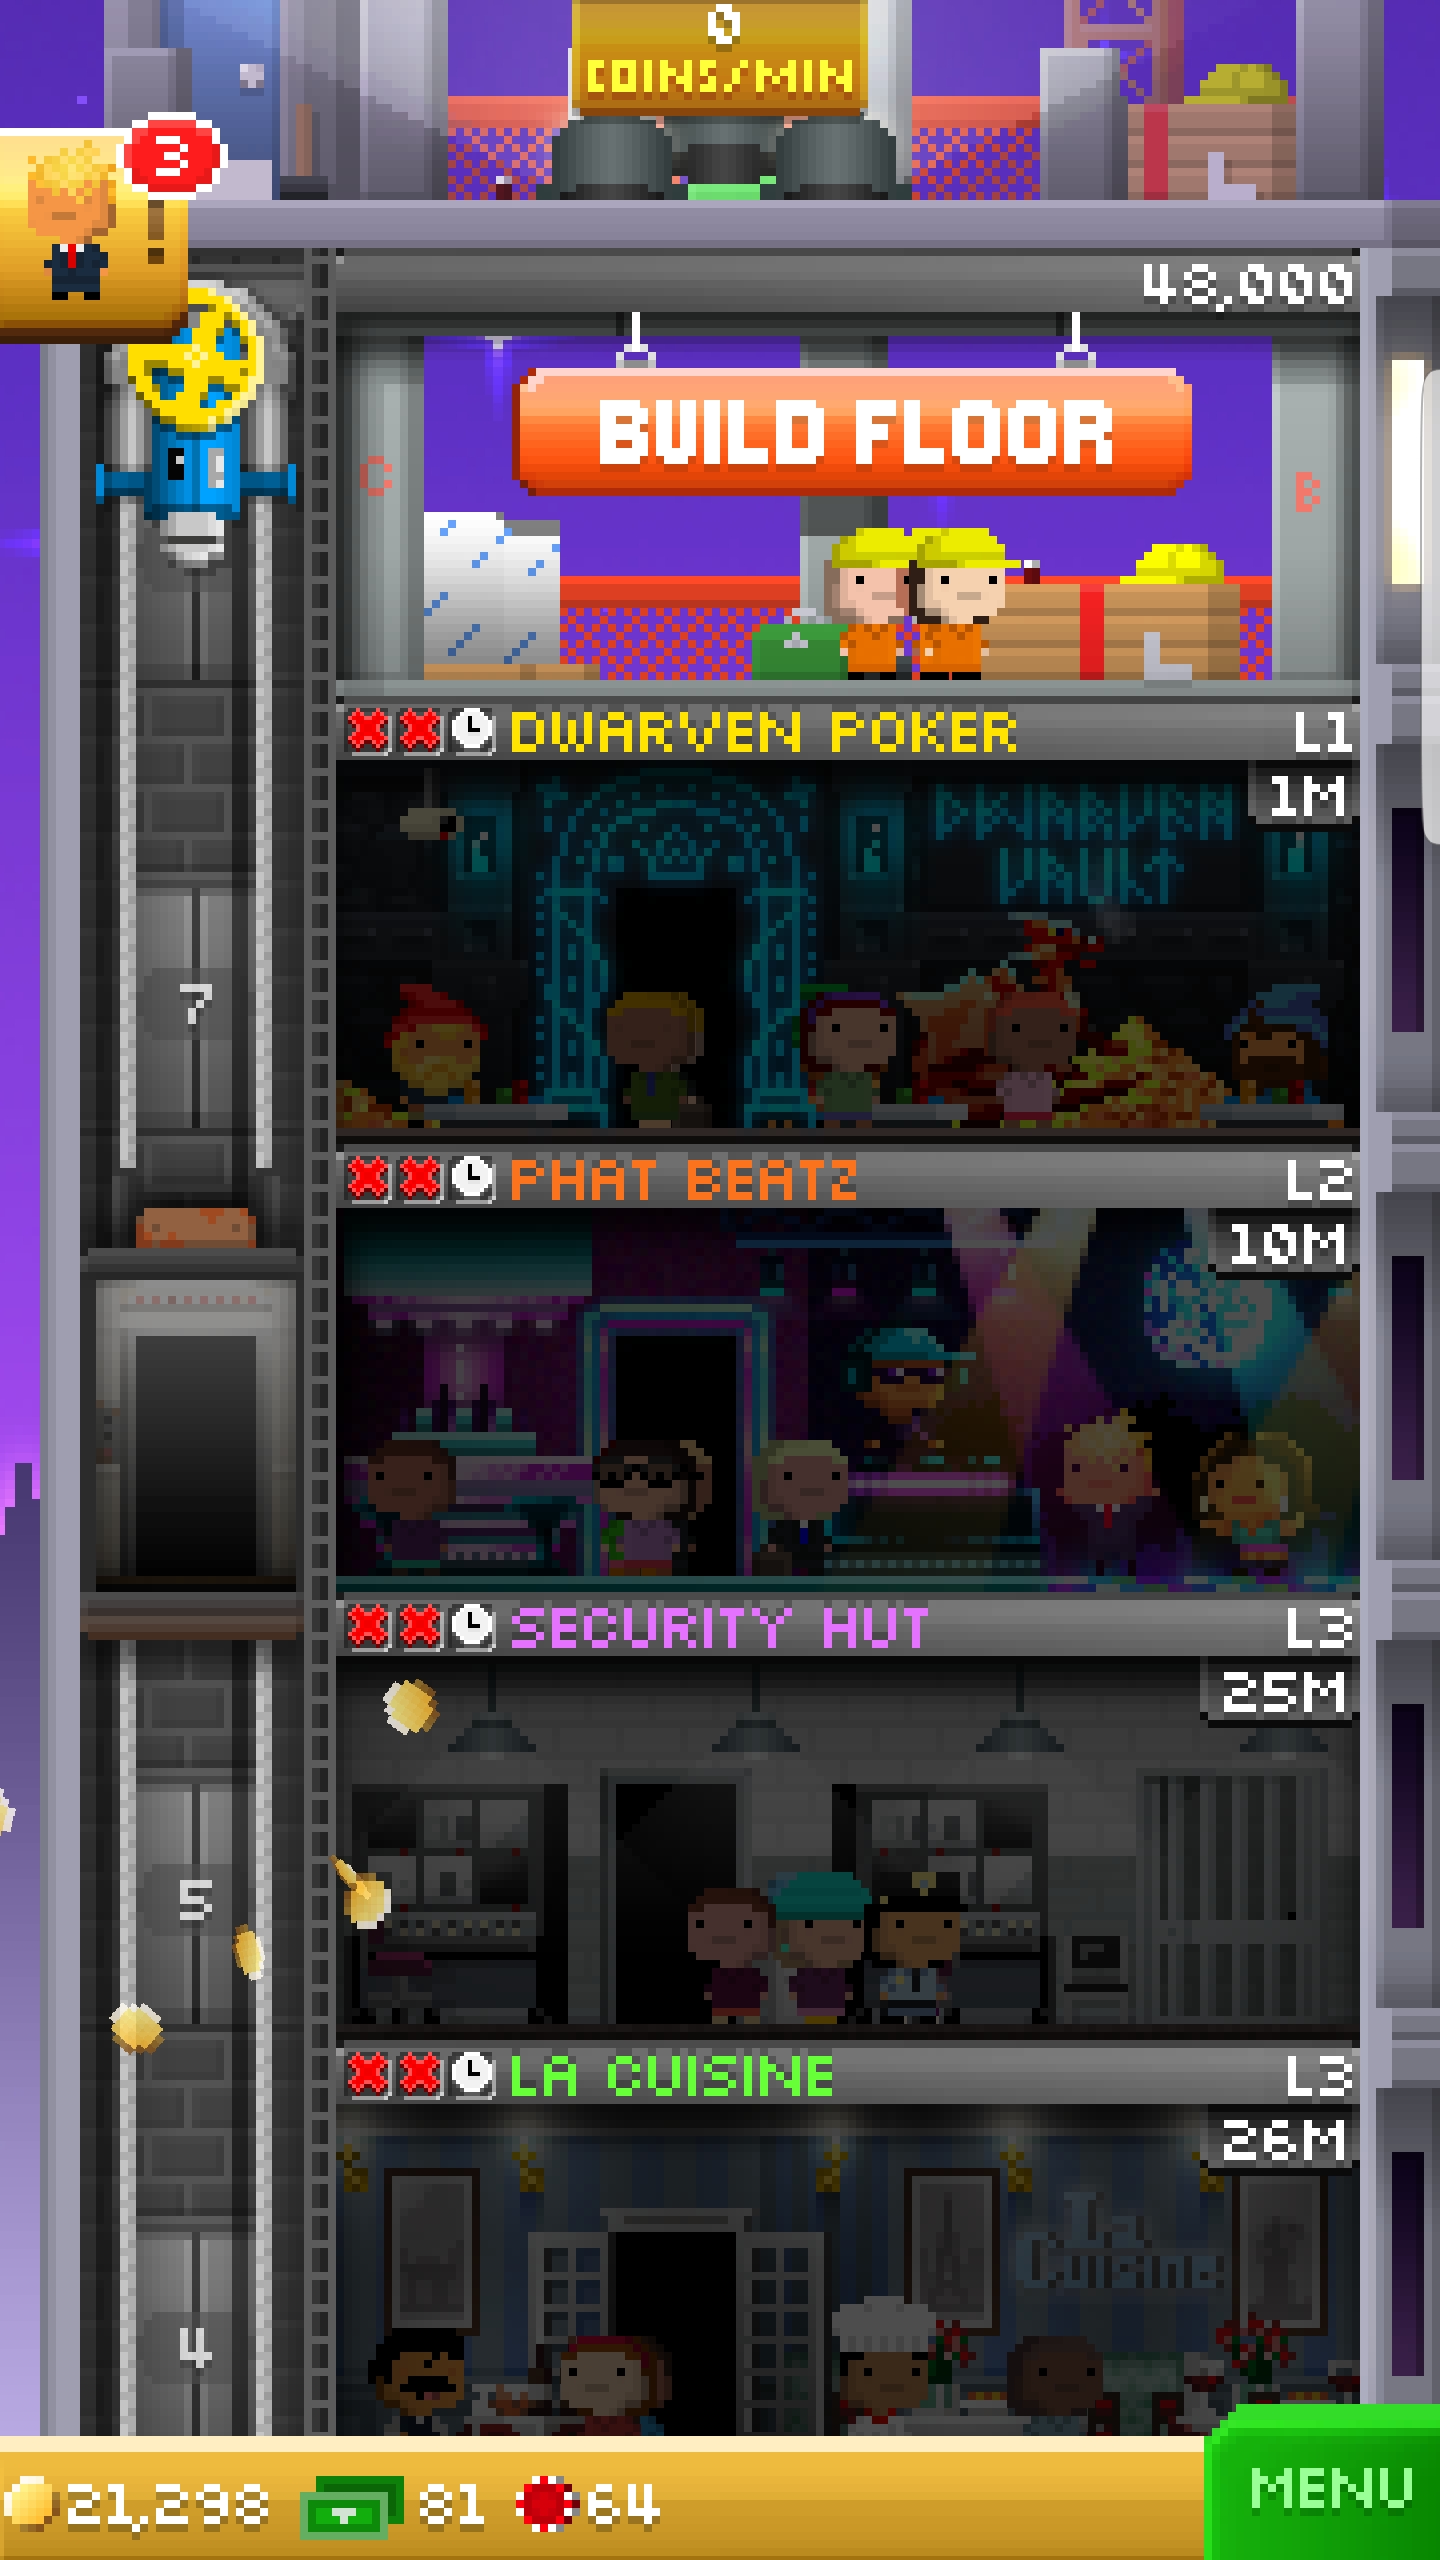 0
COINS/MIN
3
!
48,000
BUILD FLOOR
C
B
DWARVEN POKER
L1
1M
DWARVEN
VAULT
7
PHAT BEATZ
L2
10M
SECURITY HUT
L3
25M
5
LA CUISINE
L3
26M
La
Cuisine
4
21,298
81
64
MENU